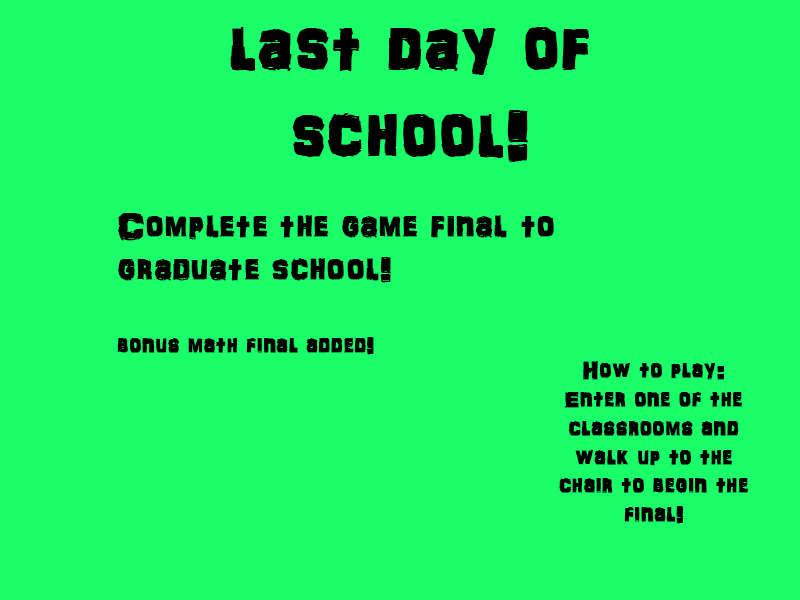 Last Day of
School!
Complete the game final to
graduate school!
bonus math final added!
How to play:
Enter one of the
classrooms and
walk up to the
chair to begin the
final!